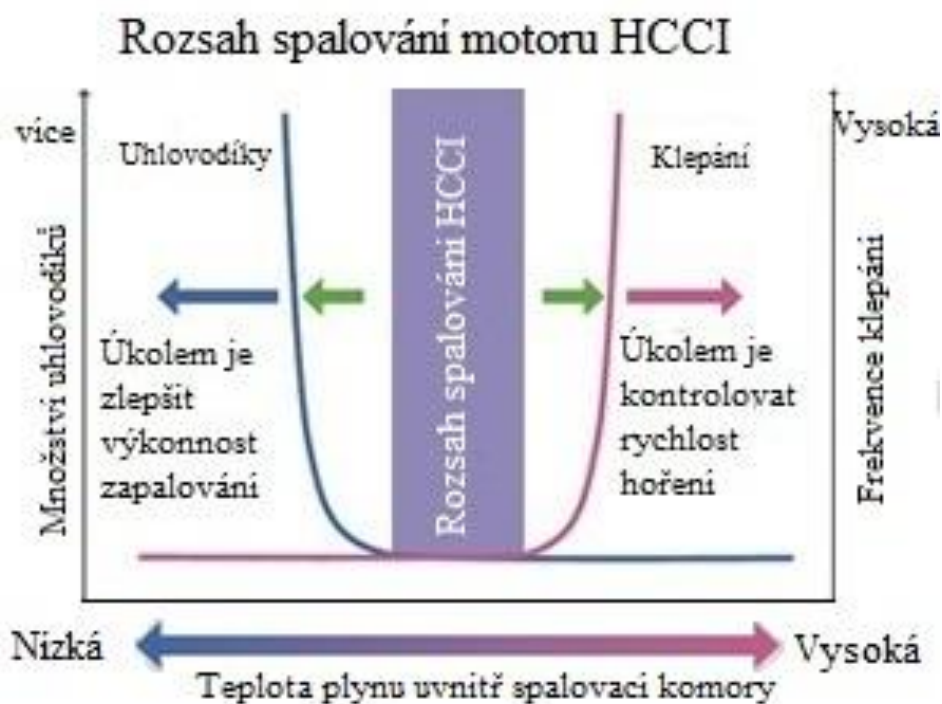 Rozsah spalování motoru HCCI
více
Uhlovodíky
Množství uhlovodíků
Úkolem je
zlepšit
výkonnost
zapalování
Rozsah spalování HCCI
Klepání
Vysoká
Úkolem je
kontrolovat
rychlost
hoření
Frekvence klepání
Nízká
Vysoká
Teplota plynu uvnitř spalovací komory